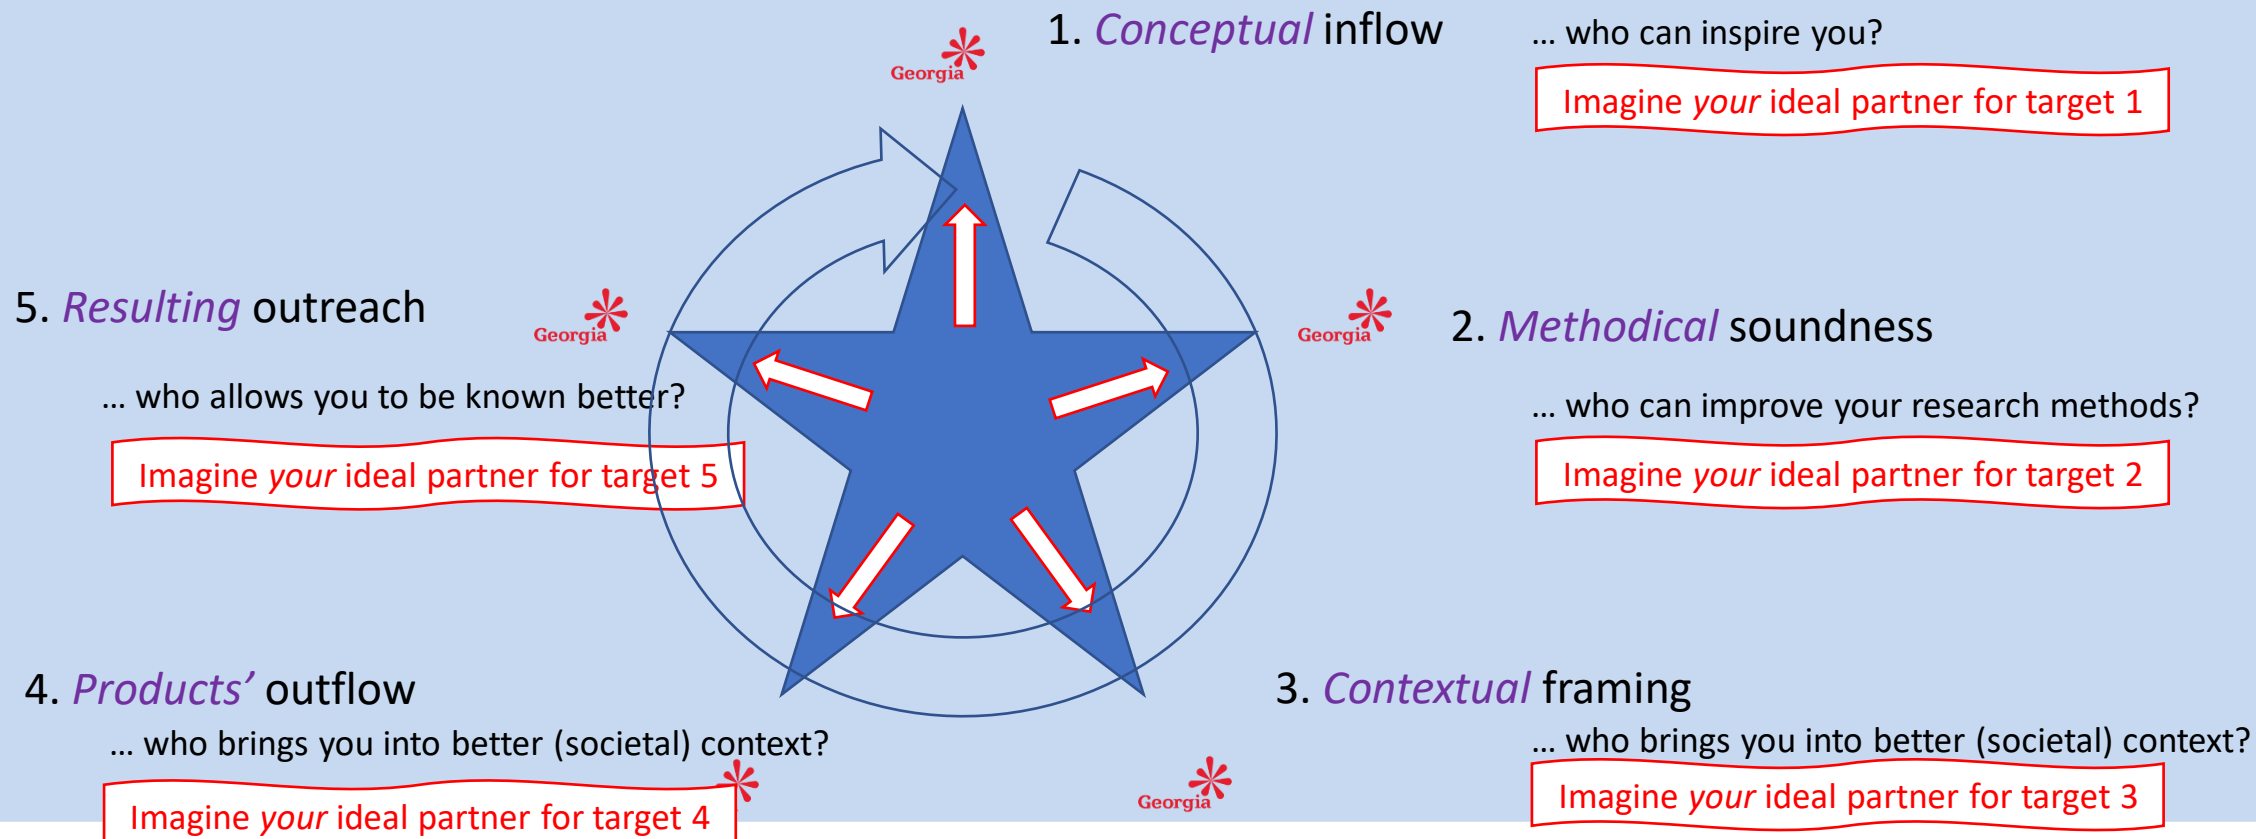 1. Conceptual inflow
… who can inspire you?
Imagine your ideal partner for target 1
Georgia
5. Resulting outreach
Georgia
Georgia
2. Methodical soundness
… who allows you to be known better?
Imagine your ideal partner for target 5
… who can improve your research methods?
Imagine your ideal partner for target 2
4. Products’ outflow
… who brings you into better (societal) context?
Imagine your ideal partner for target 4
Georgia
3. Contextual framing
… who brings you into better (societal) context?
Imagine your ideal partner for target 3